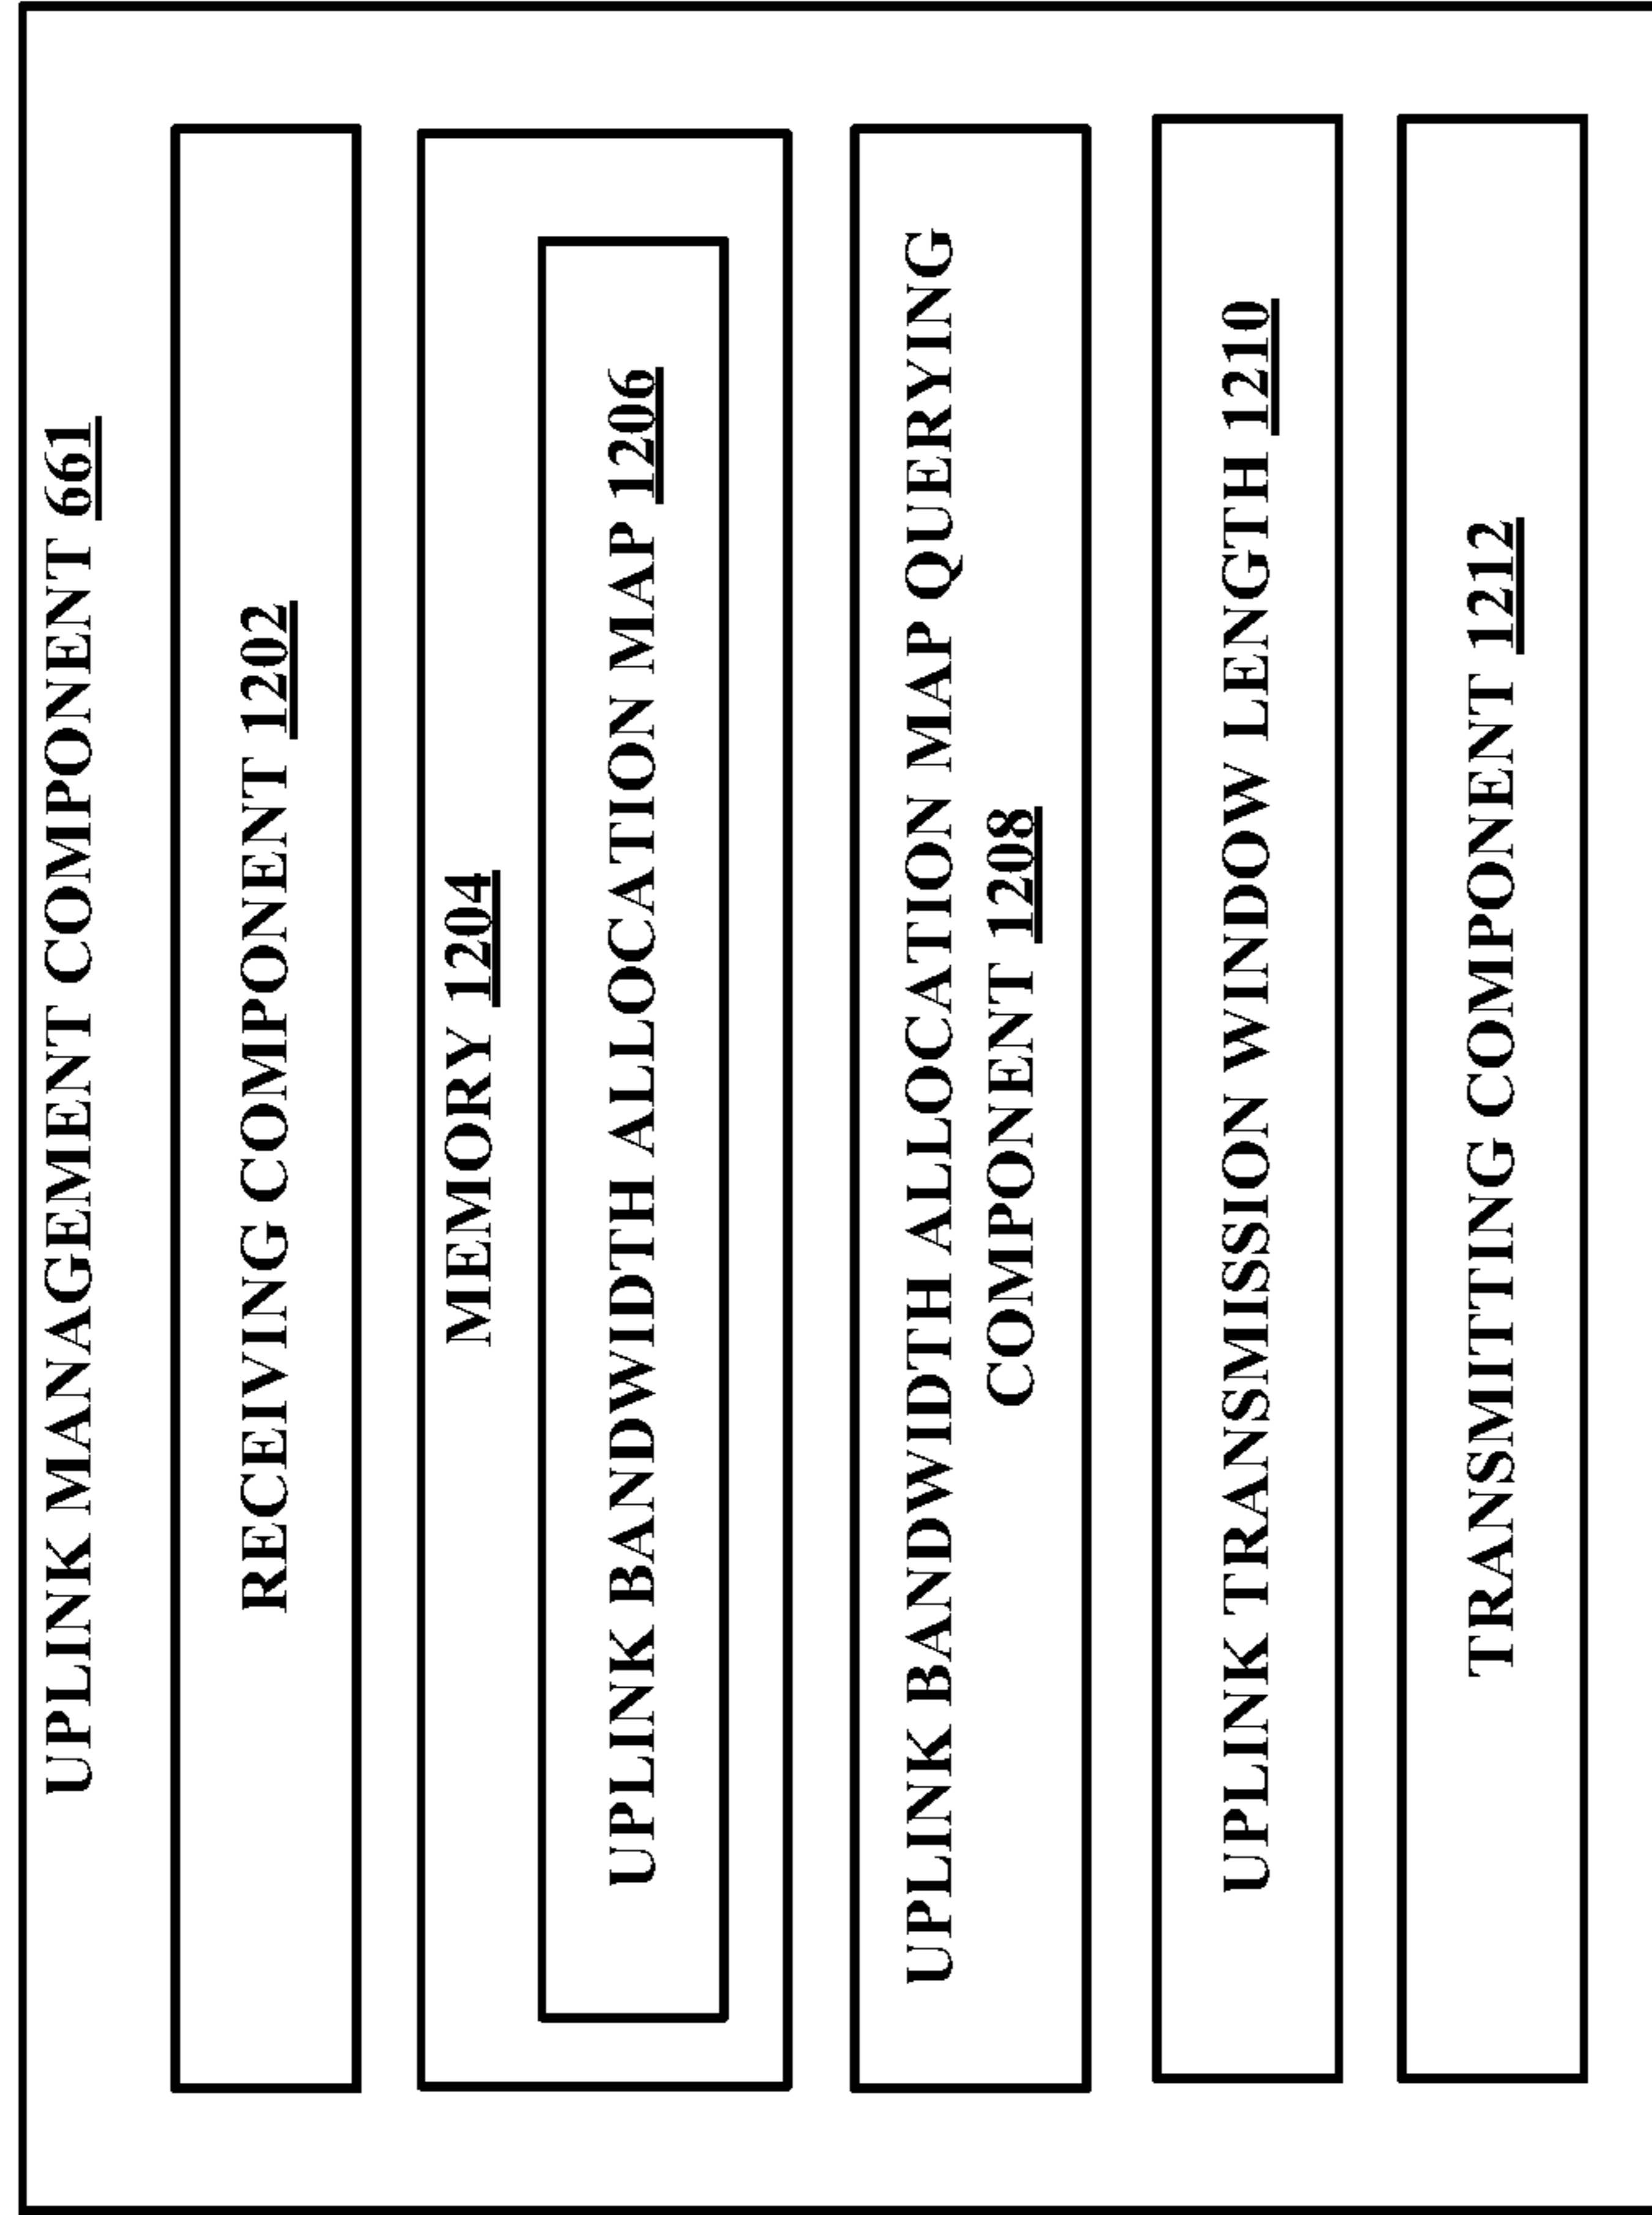 UPLINK MANAGEMENT COMPONENT 661
RECEIVING COMPONENT 1202
MEMORY 1204
UPLINK BANDWIDTH ALLOCATION MAP 1206
UPLINK BANDWIDTH ALLOCATION MAP QUERYING
COMPONENT 1208
UPLINK TRANSMISSION WINDOW LENGTH 1210
TRANSMITTING COMPONENT 1212